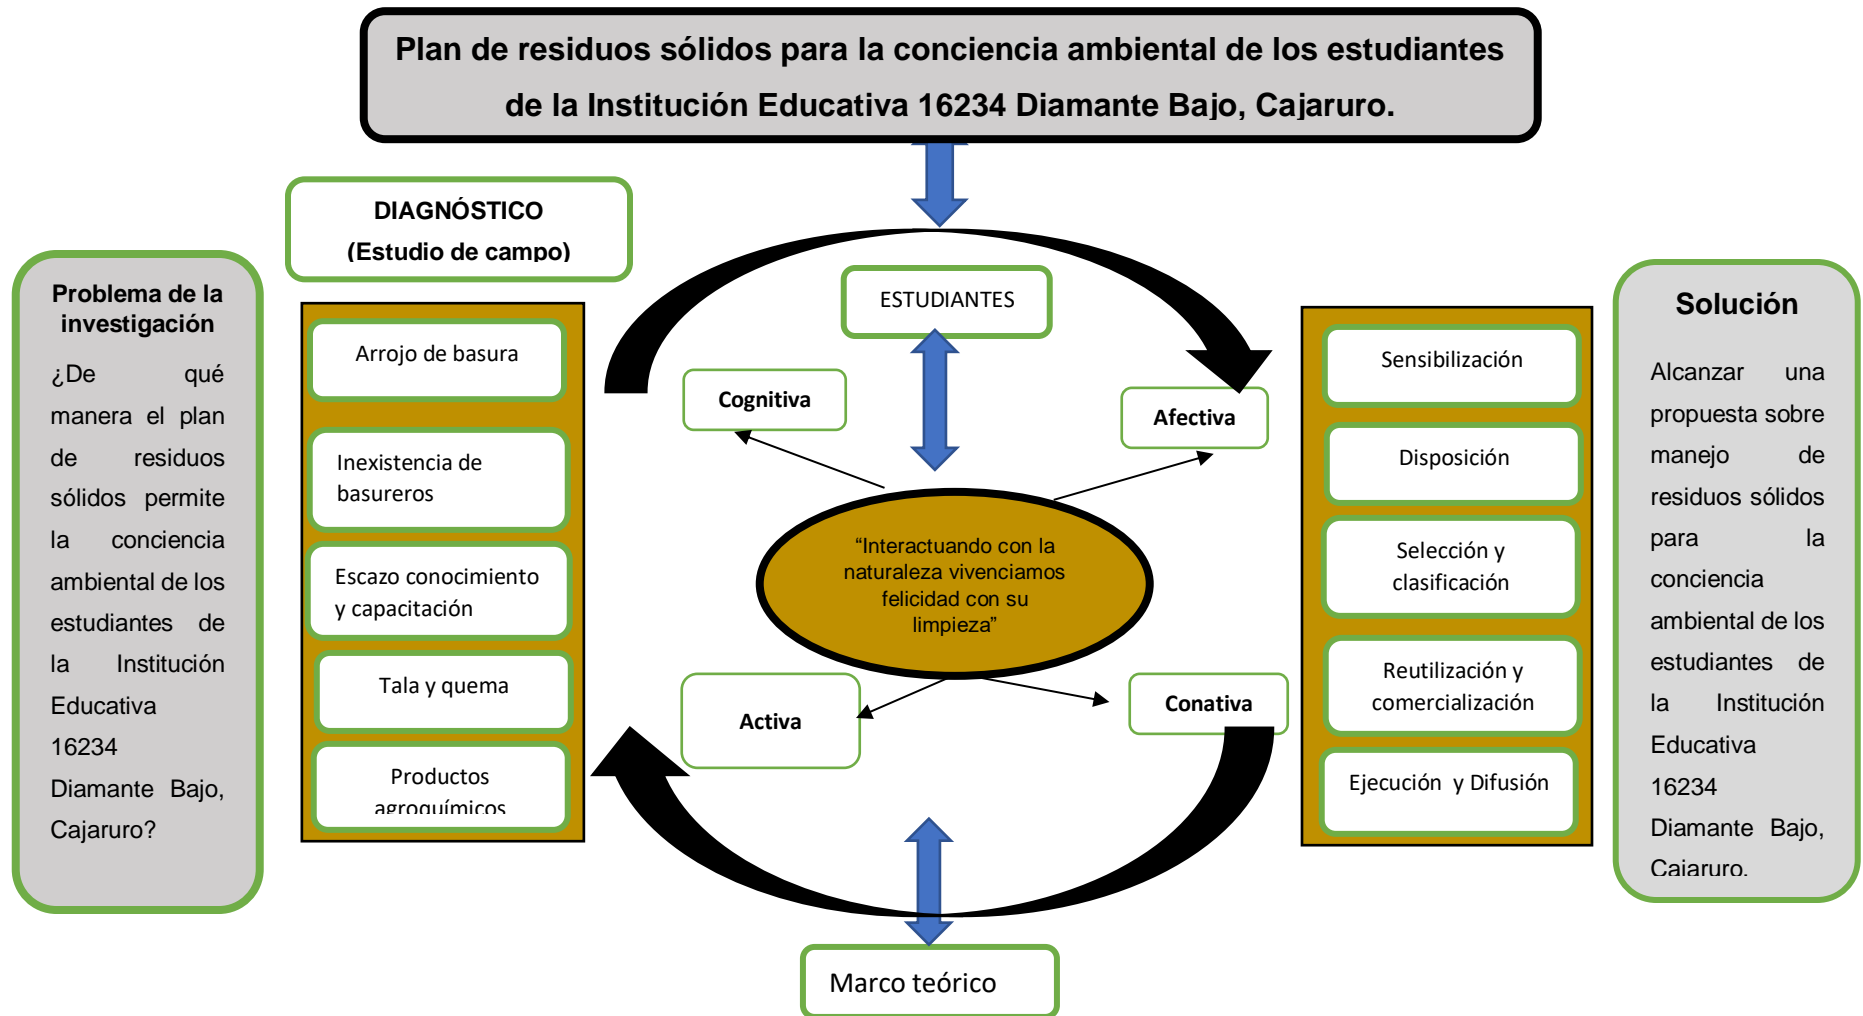 Plan de residuos sólidos para la conciencia ambiental de los estudiantes
de la Institución Educativa 16234 Diamante Bajo, Cajaruro.
DIAGNÓSTICO
(Estudio de campo)
Problema de la
investigación
¿De qué
manera el plan
de residuos
sólidos permite
la conciencia
ambiental de los
estudiantes de
la Institución
Educativa
16234
Diamante Bajo,
Cajaruro?
Arrojo de basura
Inexistencia de
basureros
Escazo conocimiento
y capacitación
Tala y quema
Productos
agroquímicos
ESTUDIANTES
Cognitiva
Afectiva
“Interactuando con la
naturaleza vivenciamos
felicidad con su
limpieza”
Activa
Conativa
Marco teórico
Sensibilización
Disposición
Selección y
clasificación
Reutilización y
comercialización
Ejecución  y Difusión
Solución
Alcanzar una
propuesta sobre
manejo de
residuos sólidos
para la
conciencia
ambiental de los
estudiantes de
la Institución
Educativa
16234
Diamante Bajo,
Cajaruro.